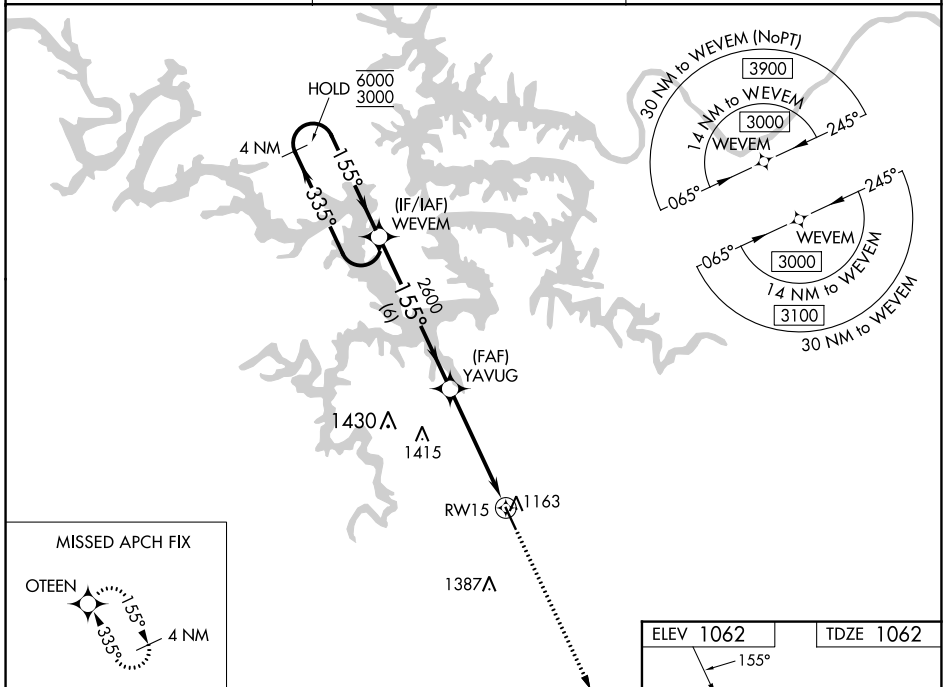 HOLD 6000
3000
4 NM
155°
335°
(IF/IAF)
WEVEM
2600
155°
(6)
(FAF)
YAVUG
1430
1415
RW15
1163
1387
30 NM to WEVEM (NoPT)
3900
14 NM to WEVEM
3000
WEVEM
245°
065°
245°
065°
WEVEM
3000
14 NM to WEVEM
3100
30 NM to WEVEM
MISSED APCH FIX
OTEEN
155°
335°
4 NM
ELEV 1062
TDZE 1062
155°